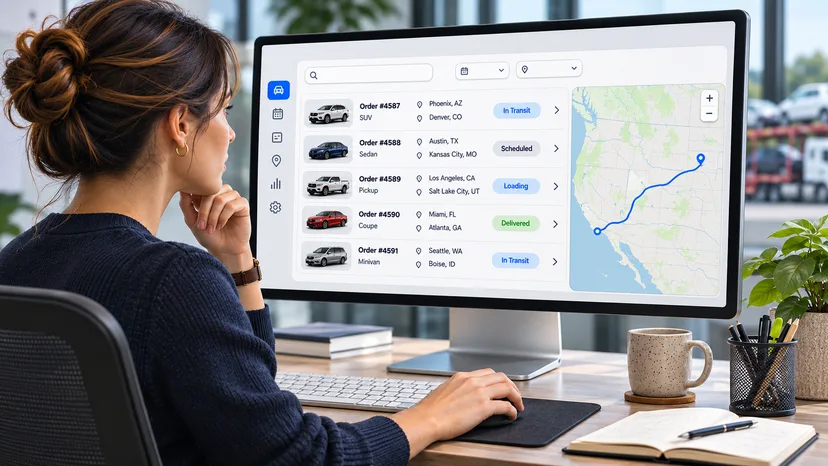 Order #4587
SUV
Phoenix, AZ
Denver, CO
In Transit
Order #4588
Sedan
Austin, TX
Kansas City, MO
Scheduled
Order #4589
Pickup
Los Angeles, CA
Salt Lake City, UT
Loading
Order #4590
Coupe
Miami, FL
Atlanta, GA
Delivered
Order #4591
Minivan
Seattle, WA
Boise, ID
In Transit